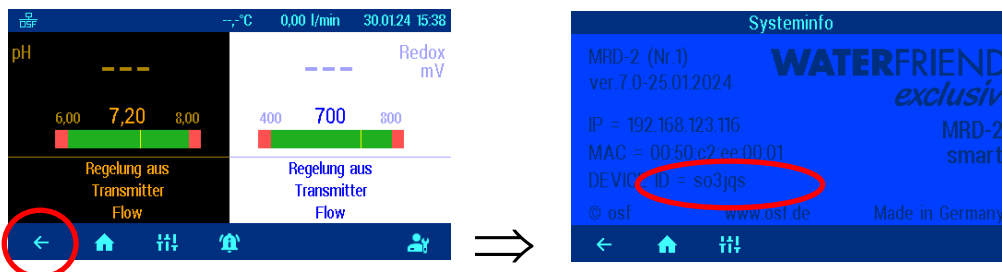 OSF --,-°C 0,00 l/min 30.01.24 15:38
pH
---
6,00 7,20 8,00
Regelung aus
Transmitter
Flow
Redox
mV
---
400 700 800
Regelung aus
Transmitter
Flow
Systeminfo
MRD-2 (Nr.1)
ver.7.0-25.01.2024
WATERFRIEND
exclusiv
IP = 192.168.123.116
MRD-2
MAC = 00:50:c2:ee:00:01
smart
DEVICE ID = so3jqs
© osf www.osf.de Made in Germany